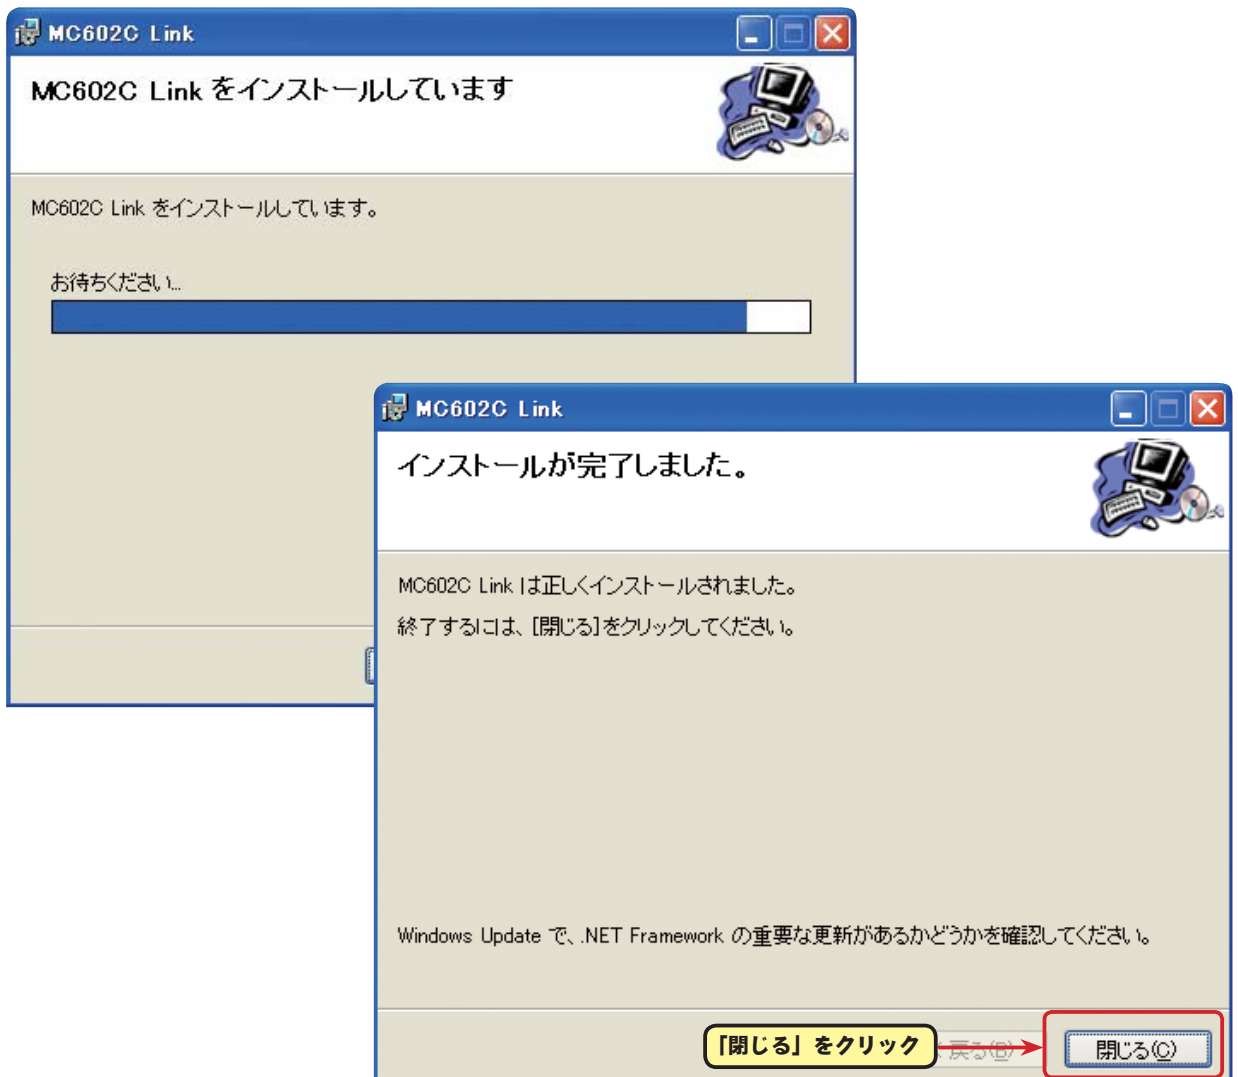 MC602C Link
MC602C Link をインストールしています
MC602C Link をインストールしています。
お待ちください...
MC602C Link
インストールが完了しました。
MC602C Link は正しくインストールされました。
終了するには、[閉じる]をクリックしてください。
Windows Update で、.NET Framework の重要な更新があるかどうかを確認してください。
「閉じる」をクリック
戻る(B)
閉じる(C)